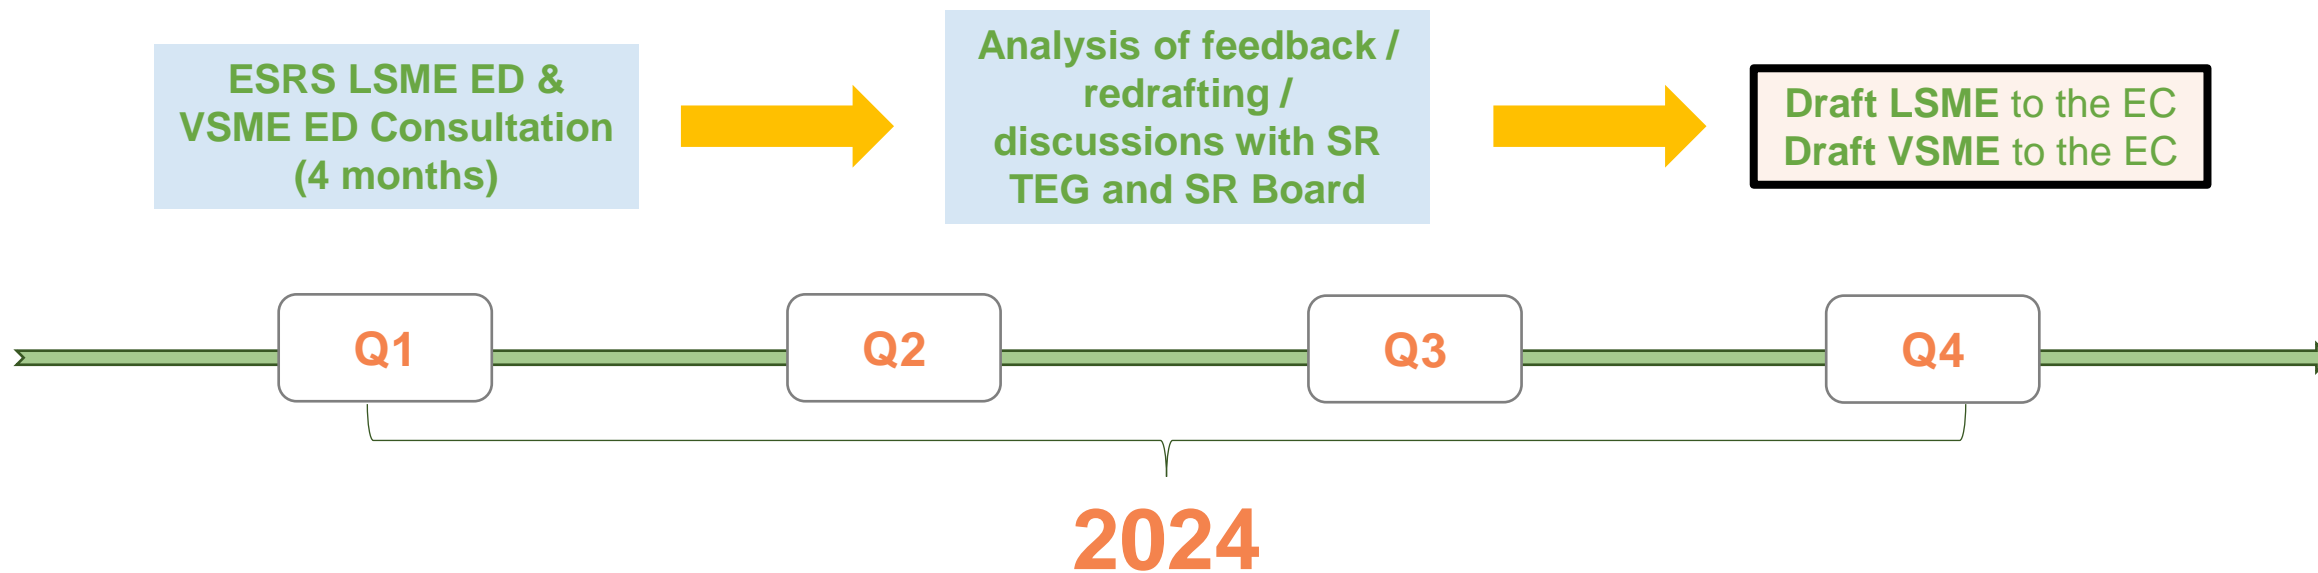 ESRS LSME ED &
VSME ED Consultation
(4 months)
Analysis of feedback /
redrafting /
discussions with SR
TEG and SR Board
Draft LSME to the EC
Draft VSME to the EC
Q1
Q2
Q3
Q4
2024